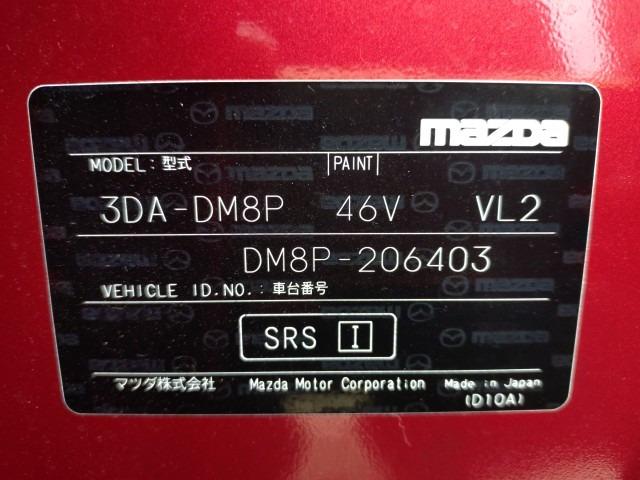 mazda
MODEL: 型式 PAINT
3DA-DM8P 46V VL2
DM8P-206403
VEHICLE ID.NO.: 車台番号
SRS I
マツダ株式会社 Mazda Motor Corporation Made in Japan
(D10A)